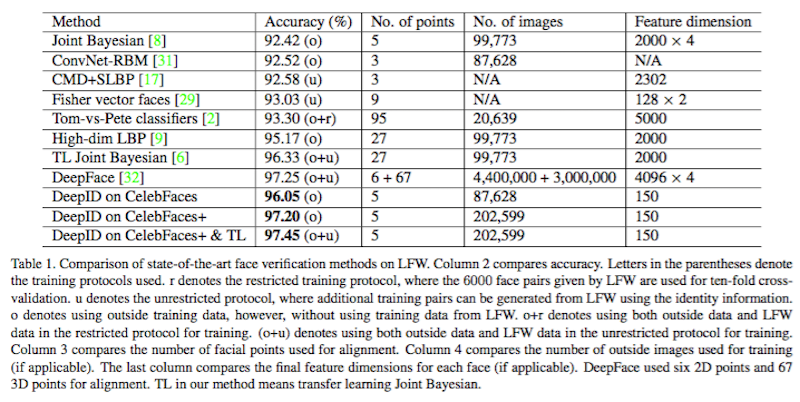 Method Accuracy (%) No. of points No. of images Feature dimension
Joint Bayesian [8] 92.42 (o) 5 99,773 2000 × 4
ConvNet-RBM [31] 92.52 (o) 3 87,628 N/A
CMD+SLBP [17] 92.58 (u) 3 N/A 2302
Fisher vector faces [29] 93.03 (u) 9 N/A 128 × 2
Tom-vs-Pete classifiers [2] 93.30 (o+r) 95 20,639 5000
High-dim LBP [9] 95.17 (o) 27 99,773 2000
TL Joint Bayesian [6] 96.33 (o+u) 27 99,773 2000
DeepFace [32] 97.25 (o+u) 6 + 67 4,400,000 + 3,000,000 4096 × 4
DeepID on CelebFaces 96.05 (o) 5 87,628 150
DeepID on CelebFaces+ 97.20 (o) 5 202,599 150
DeepID on CelebFaces+ & TL 97.45 (o+u) 5 202,599 150
Table 1. Comparison of state-of-the-art face verification methods on LFW. Column 2 compares accuracy. Letters in the parentheses denote
the training protocols used. r denotes the restricted training protocol, where the 6000 face pairs given by LFW are used for ten-fold cross-
validation. u denotes the unrestricted protocol, where additional training pairs can be generated from LFW using the identity information.
o denotes using outside training data, however, without using training data from LFW. o+r denotes using both outside data and LFW
data in the restricted protocol for training. (o+u) denotes using both outside data and LFW data in the unrestricted protocol for training.
Column 3 compares the number of facial points used for alignment. Column 4 compares the number of outside images used for training
(if applicable). The last column compares the final feature dimensions for each face (if applicable). DeepFace used six 2D points and 67
3D points for alignment. TL in our method means transfer learning Joint Bayesian.